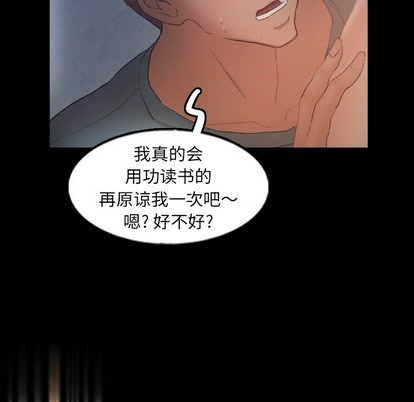 我真的会
用功读书的
再原谅我一次吧～
嗯? 好不好?